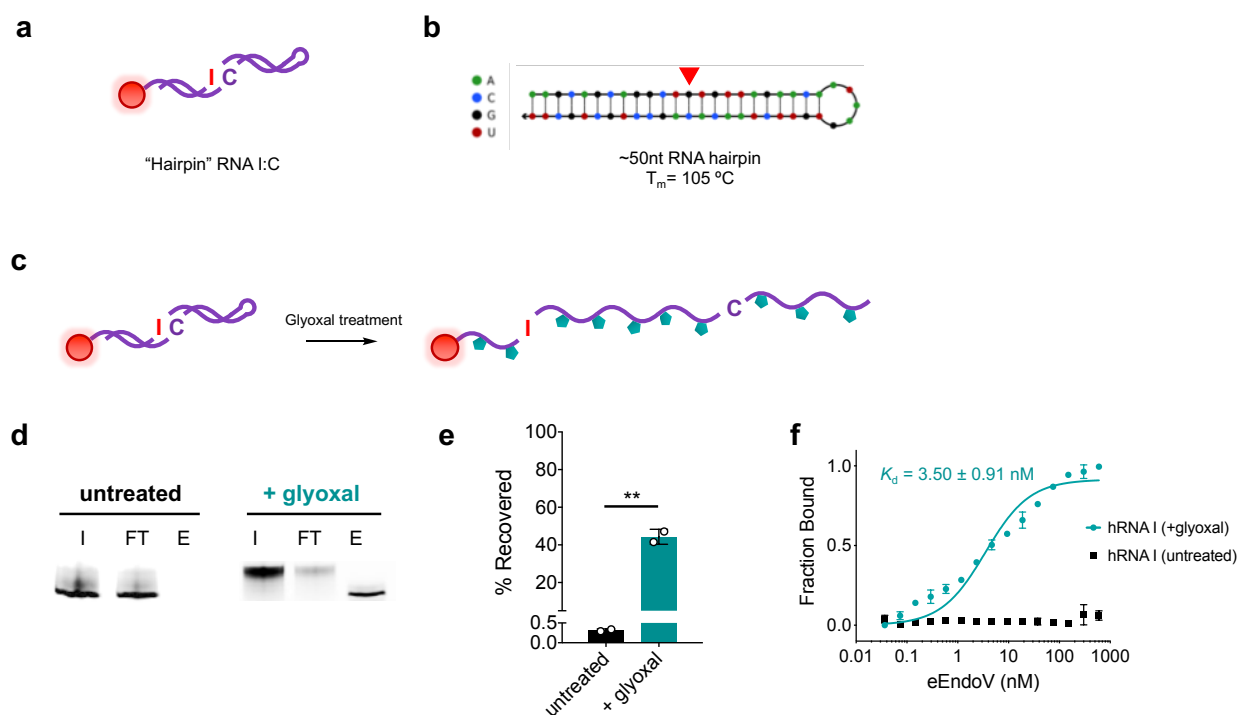 a
I
C
"Hairpin" RNA I:C
b
A
C
G
U
~50nt RNA hairpin
Tm= 105 ºC
c
I
C
Glyoxal treatment
I
C
d
untreated
+ glyoxal
I FT E
I FT E
e
% Recovered
100
80
60
40
20
0.5
0.0
**
untreated
+ glyoxal
f
Fraction Bound
1.0
0.5
0.0
Kd = 3.50 ± 0.91 nM
hRNA I (+glyoxal)
hRNA I (untreated)
0.01 0.1 1 10 100 1000
eEndoV (nM)